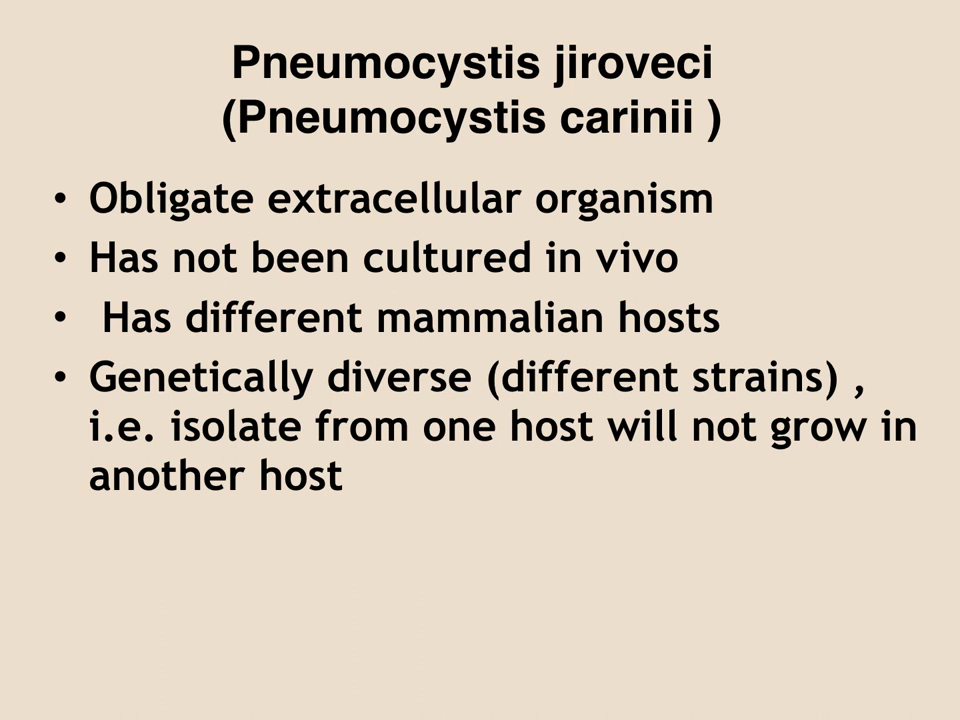 Pneumocystis jiroveci
(Pneumocystis carinii )
• Obligate extracellular organism
• Has not been cultured in vivo
• Has different mammalian hosts
• Genetically diverse (different strains) ,
i.e. isolate from one host will not grow in
another host